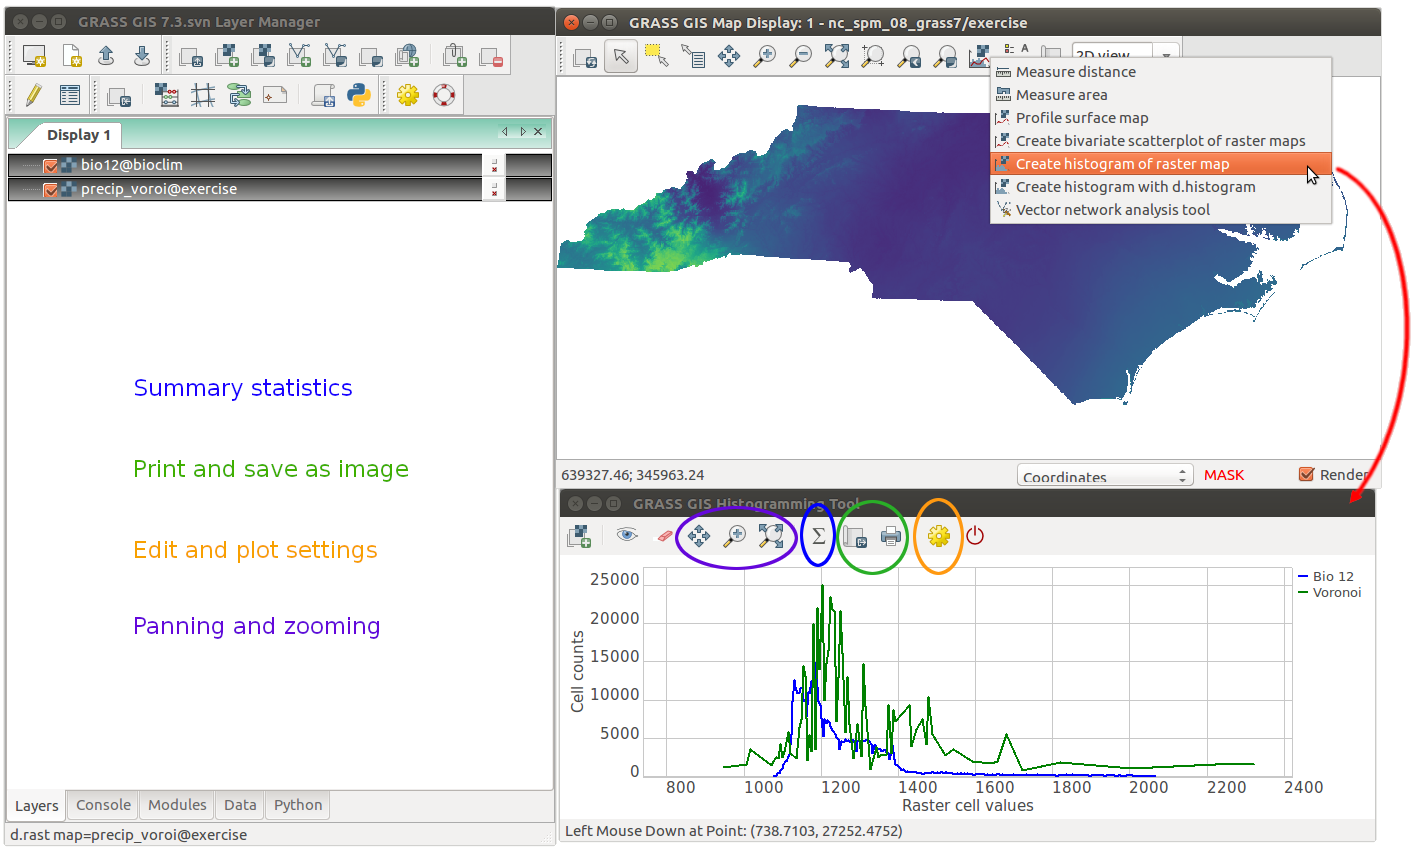 GRASS GIS 7.3.svn Layer Manager
Display 1
bio12@bioclim
precip_voroi@exercise
Summary statistics
Print and save as image
Edit and plot settings
Panning and zooming
Layers Console Modules Data Python
d.rast map=precip_voroi@exercise
GRASS GIS Map Display: 1 - nc_spm_08_grass7/exercise
2D view
Measure distance
Measure area
Profile surface map
Create bivariate scatterplot of raster maps
Create histogram of raster map
Create histogram with d.histogram
Vector network analysis tool
639327.46; 345963.24
Coordinates
MASK
Render
GRASS GIS Histogramming Tool
Σ
25000
20000
15000
10000
5000
0
Cell counts
800 1000 1200 1400 1600 1800 2000 2200 2400
Raster cell values
Bio 12
Voronoi
Left Mouse Down at Point: (738.7103, 27252.4752)